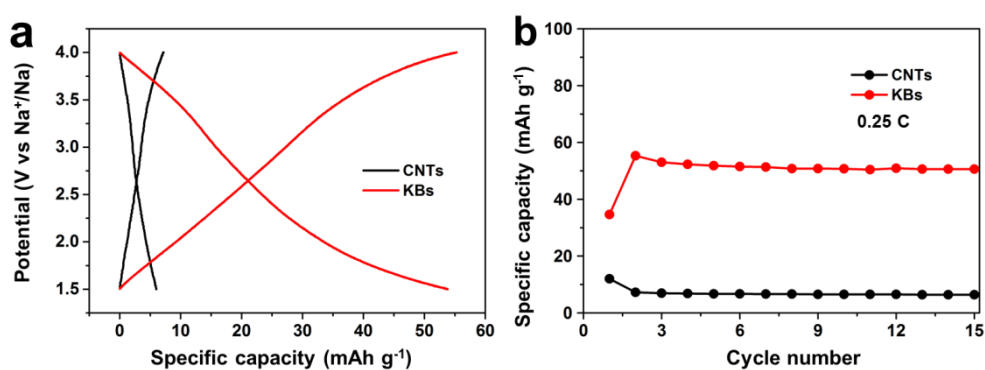 a
4.0
3.5
3.0
2.5
2.0
1.5
Potential (V vs Na⁺/Na)
CNTs
KBs
0 10 20 30 40 50 60
Specific capacity (mAh g⁻¹)
b
100
80
60
40
20
0
Specific capacity (mAh g⁻¹)
CNTs
KBs
0.25 C
0 3 6 9 12 15
Cycle number